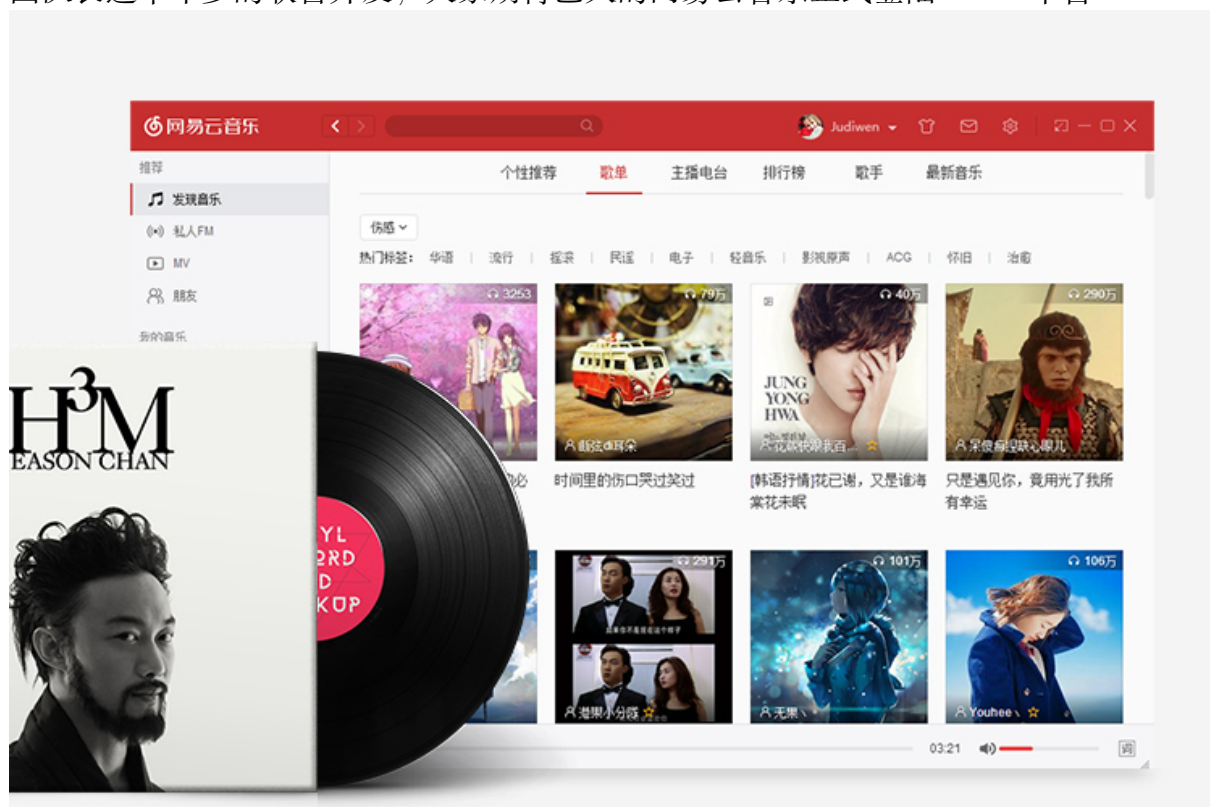 网易云音乐
Judiwen
推荐
个性推荐 歌单 主播电台 排行榜 歌手 最新音乐
发现音乐
私人FM
伤感
MV
热门标签： 华语 | 流行 | 摇滚 | 民谣 | 电子 | 轻音乐 | 影视原声 | ACG | 怀旧 | 治愈
朋友
我的音乐
3253
79万
40万
290万
JUNG
YONG
HWA
H³M
EASON CHAN
时间里的伤口哭过笑过
[韩语抒情]花已谢，又是谁海
棠花未眠
只是遇见你，竟用光了我所
有幸运
291万
101万
106万
港果小分队
无果
Youhee
03:21
词